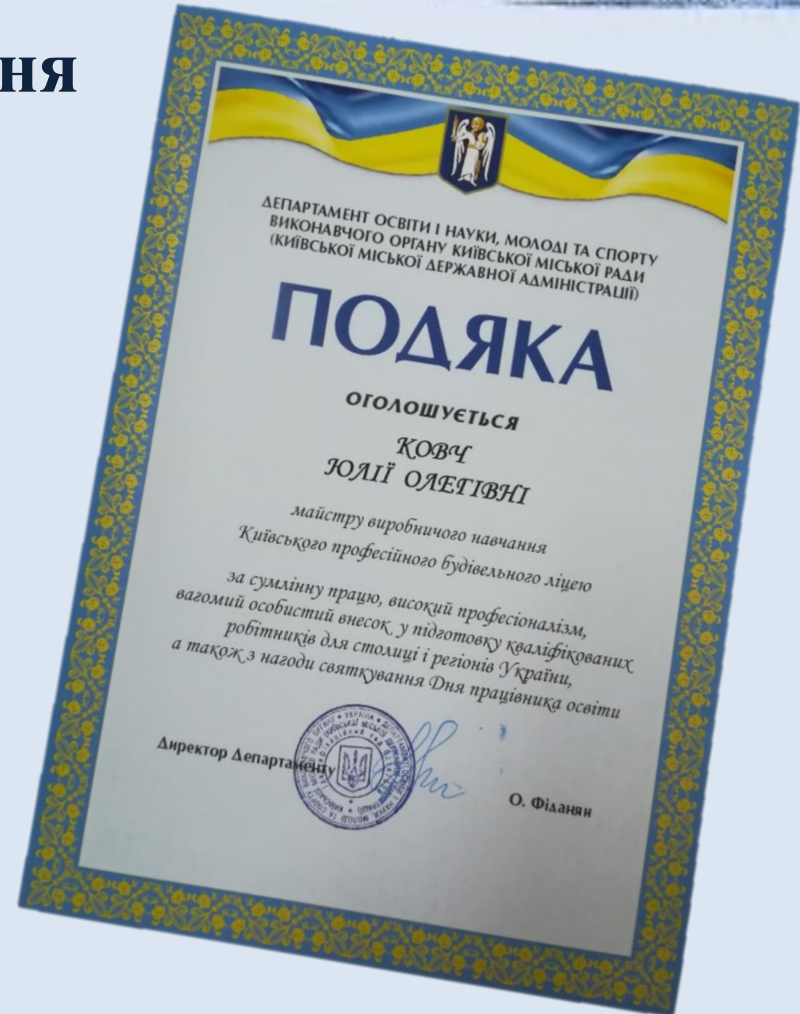 ня
ДЕПАРТАМЕНТ ОСВІТИ І НАУКИ, МОЛОДІ ТА СПОРТУ
ВИКОНАВЧОГО ОРГАНУ КИЇВСЬКОЇ МІСЬКОЇ РАДИ
(КИЇВСЬКОЇ МІСЬКОЇ ДЕРЖАВНОЇ АДМІНІСТРАЦІЇ)
ПОДЯКА
ОГОЛОШУЄТЬСЯ
КОВЧ
ЮЛІЇ ОЛЕГІВНІ
майстру виробничого навчання
Київського професійного будівельного ліцею
за сумлінну працю, високий професіоналізм,
вагомий особистий внесок у підготовку кваліфікованих
робітників для столиці і регіонів України,
а також з нагоди святкування Дня працівника освіти
Директор Департаменту
О. Фіданян